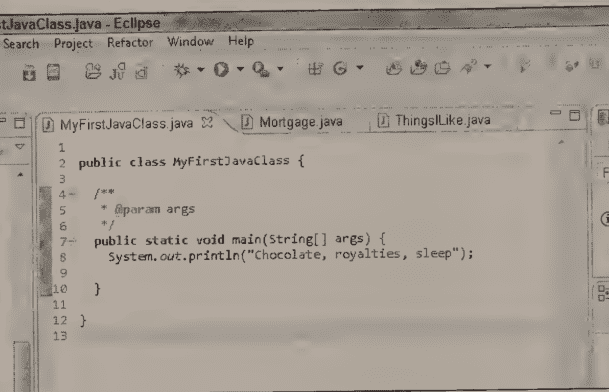 stJavaClass.java - Eclipse
Search Project Refactor Window Help
MyFirstJavaClass.java Mortgage.java ThingsILike.java
1
2 public class MyFirstJavaClass {
3
4 /**
5 * @param args
6 */
7 public static void main(String[] args) {
8 System.out.println("Chocolate, royalties, sleep");
9
10 }
11
12 }
13